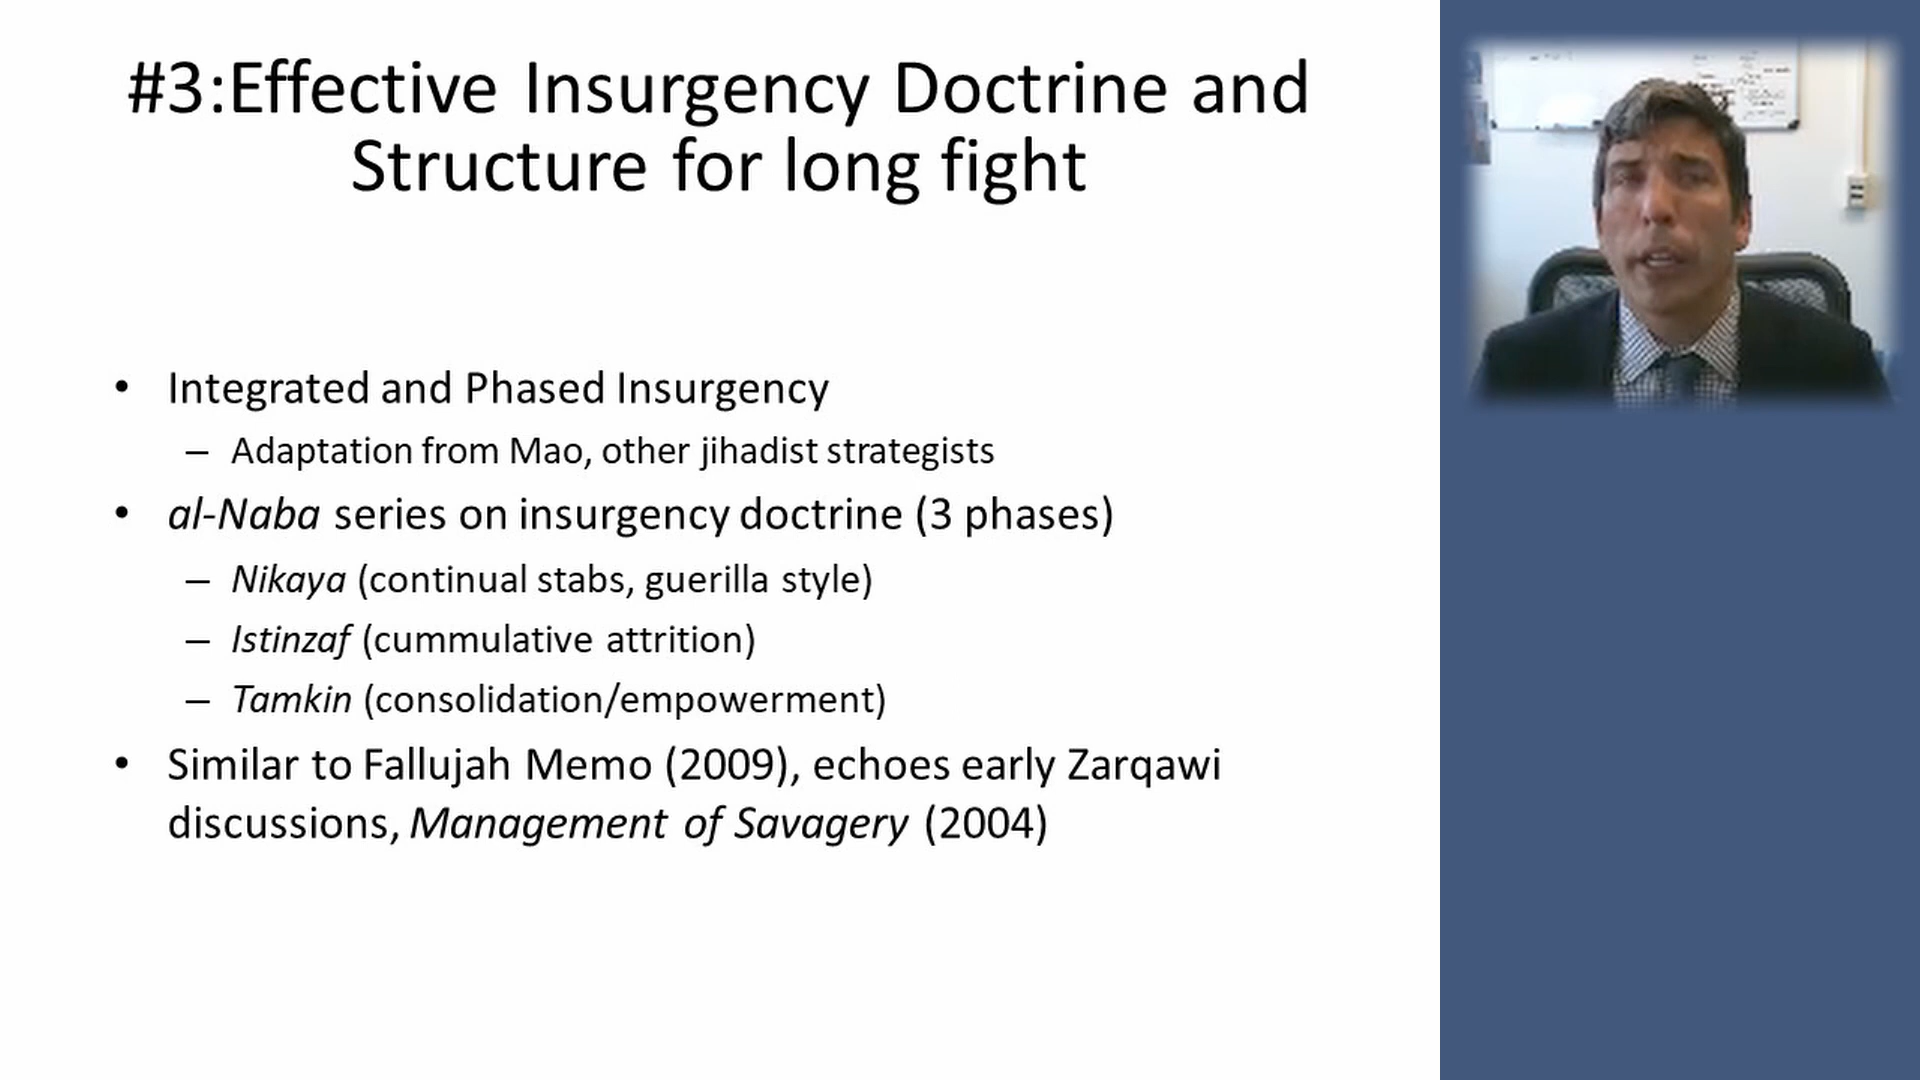 #3:Effective Insurgency Doctrine and
Structure for long fight
• Integrated and Phased Insurgency
– Adaptation from Mao, other jihadist strategists
• al-Naba series on insurgency doctrine (3 phases)
– Nikaya (continual stabs, guerilla style)
– Istinzaf (cummulative attrition)
– Tamkin (consolidation/empowerment)
• Similar to Fallujah Memo (2009), echoes early Zarqawi
discussions, Management of Savagery (2004)